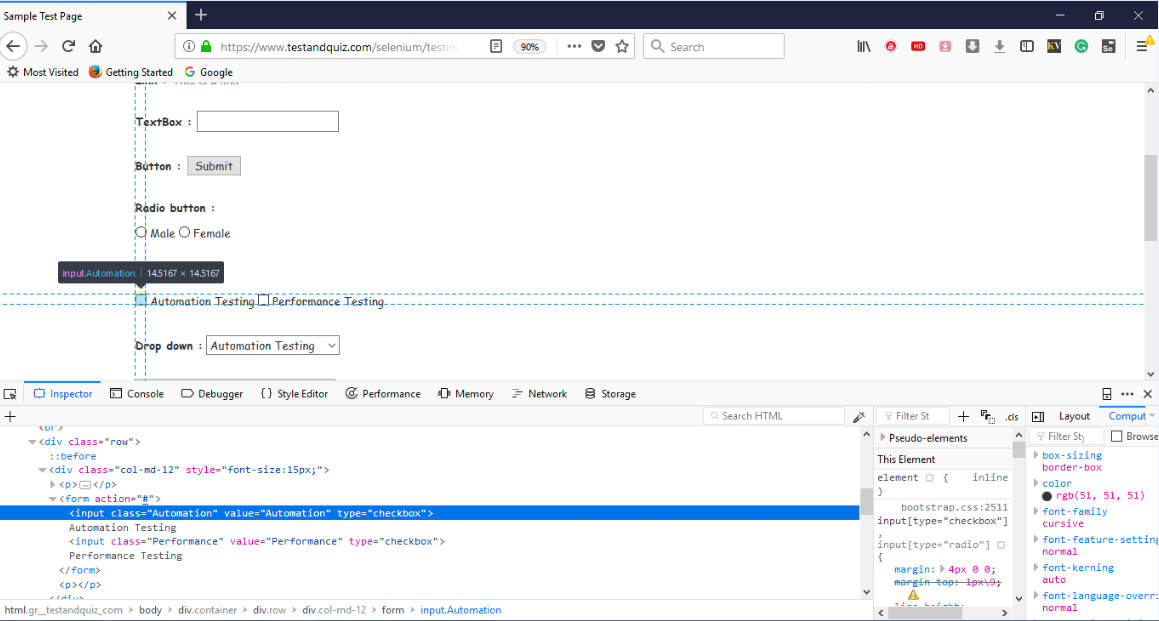 Sample Test Page
https://www.testandquiz.com/selenium/testin
90%
Search
Most Visited
Getting Started
Google
TextBox :
Button :
Submit
Radio button :
Male
Female
input.Automation
14.5167 × 14.5167
Automation Testing
Performance Testing
Drop down :
Automation Testing
Inspector
Console
Debugger
{} Style Editor
Performance
Memory
Network
Storage
Search HTML
<br>
<div class="row">
::before
<div class="col-md-12" style="font-size:15px;">
<p></p>
<form action="#">
<input class="Automation" value="Automation" type="checkbox">
Automation Testing
<input class="Performance" value="Performance" type="checkbox">
Performance Testing
</form>
<p></p>
</div>
html.gr__testandquiz_com > body > div.container > div.row > div.col-md-12 > form > input.Automation
Filter St
.cls
Pseudo-elements
This Element
element { inline
}
bootstrap.css:2511
input[type="checkbox"]
,
input[type="radio"]
{
margin: 4px 0 0;
margin-top: 1px\9;
line-height:
Layout
Comput
Filter Sty
Browse
box-sizing
border-box
color
rgb(51, 51, 51)
font-family
cursive
font-feature-setting
normal
font-kerning
auto
font-language-overri
normal